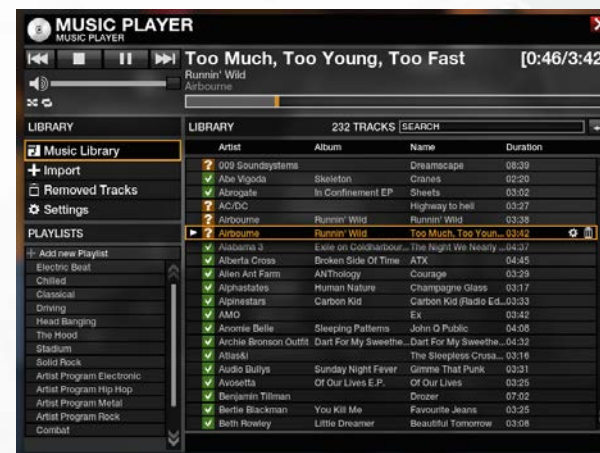 MUSIC PLAYER
MUSIC PLAYER
Too Much, Too Young, Too Fast [0:46/3:42
Runnin' Wild
Airbourne
LIBRARY
Music Library
Import
Removed Tracks
Settings
PLAYLISTS
Add new Playlist
Electric Beat
Chilled
Classical
Driving
Head Banging
The Hood
Stadium
Solid Rock
Artist Program Electronic
Artist Program Hip Hop
Artist Program Metal
Artist Program Rock
Combat
LIBRARY 232 TRACKS SEARCH
Artist Album Name Duration
009 Soundsystems Dreamscape 08:39
Abe Vigoda Skeleton Cranes 02:20
Abrogate In Confinement EP Sheets 03:02
AC/DC Highway to hell 03:27
Airbourne Runnin' Wild Runnin' Wild 03:38
Airbourne Runnin' Wild Too Much, Too Youn... 03:42
Alabama 3 Exile on Coldharbour... The Night We Nearly ... 04:37
Alberta Cross Broken Side Of Time ATX 04:45
Alien Ant Farm ANThology Courage 03:29
Alphastates Human Nature Champagne Glass 03:17
Alpinestars Carbon Kid Carbon Kid (Radio Ed... 03:33
AMO Ex 03:42
Anomie Belle Sleeping Patterns John Q Public 04:08
Archie Bronson Outfit Dart For My Sweethe... Dart For My Sweethe... 04:32
Atlas&i The Sleepless Crusa... 03:16
Audio Bullys Sunday Night Fever Gimme That Punk 03:31
Avosetta Of Our Lives E.P. Of Our Lives 03:25
Benjamin Tillman Drozer 07:02
Bertie Blackman You Kill Me Favourite Jeans 03:25
Beth Rowley Little Dreamer Beautiful Tomorrow 03:08